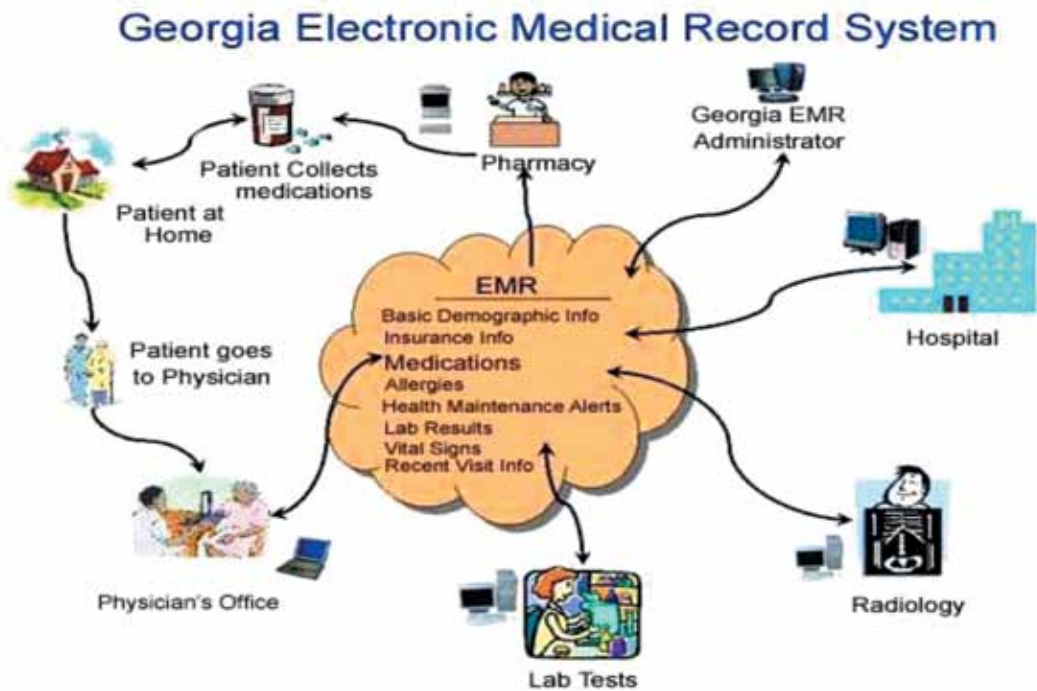 Georgia Electronic Medical Record System
Patient Collects
medications
Pharmacy
Georgia EMR
Administrator
Patient at
Home
Hospital
EMR
Basic Demographic Info
Insurance Info
Medications
Allergies
Health Maintenance Alerts
Lab Results
Vital Signs
Recent Visit Info
Patient goes
to Physician
Physician's Office
Lab Tests
Radiology